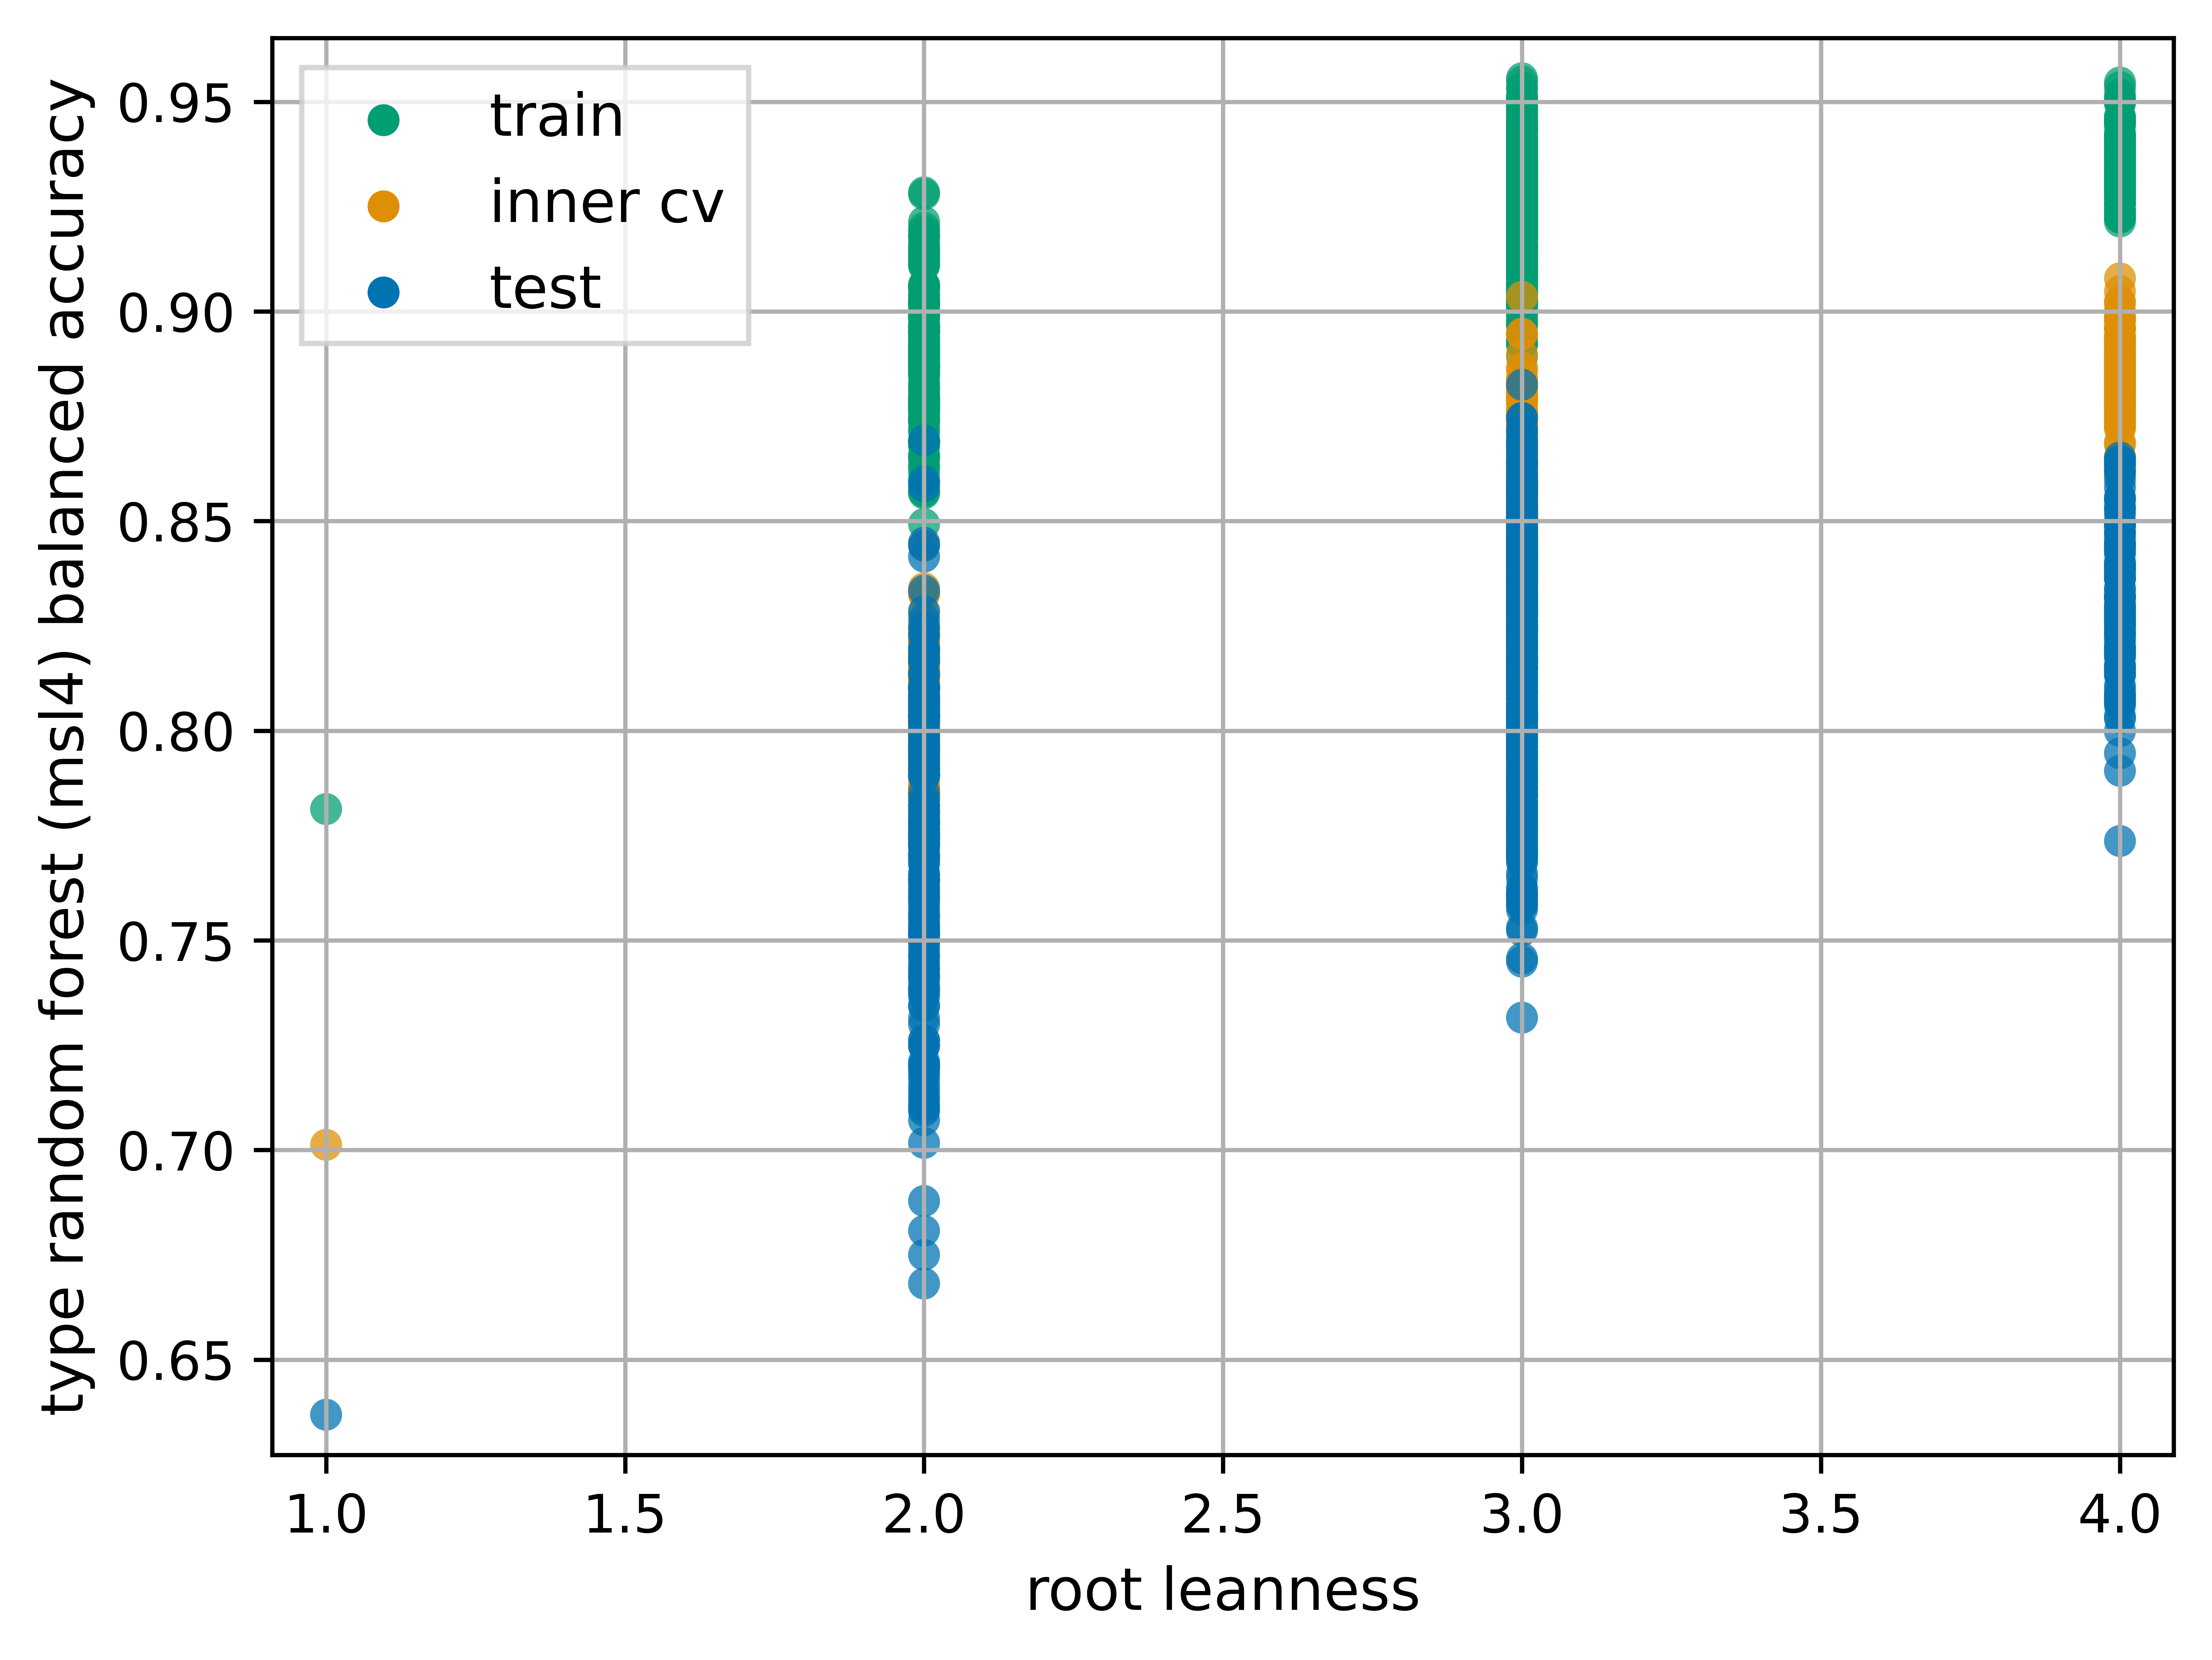 train
inner cv
test
type random forest (msl4) balanced accuracy
0.95
0.90
0.85
0.80
0.75
0.70
0.65
1.0 1.5 2.0 2.5 3.0 3.5 4.0
root leanness